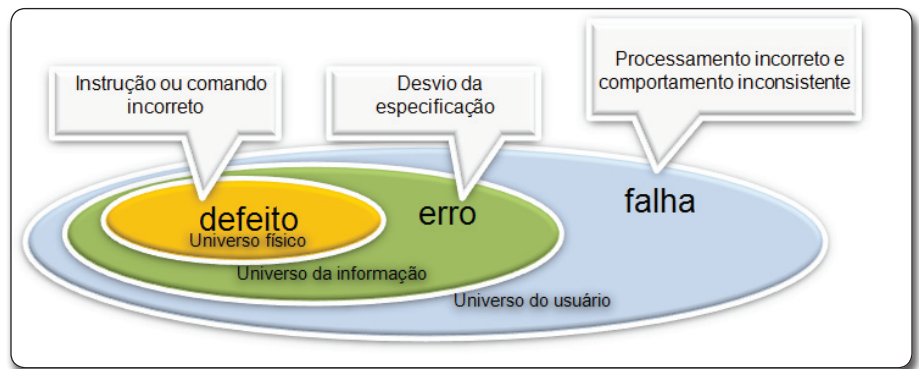 Instrução ou comando
incorreto
Desvio da
especificação
Processamento incorreto e
comportamento inconsistente
defeito
Universo físico
erro
Universo da informação
falha
Universo do usuário